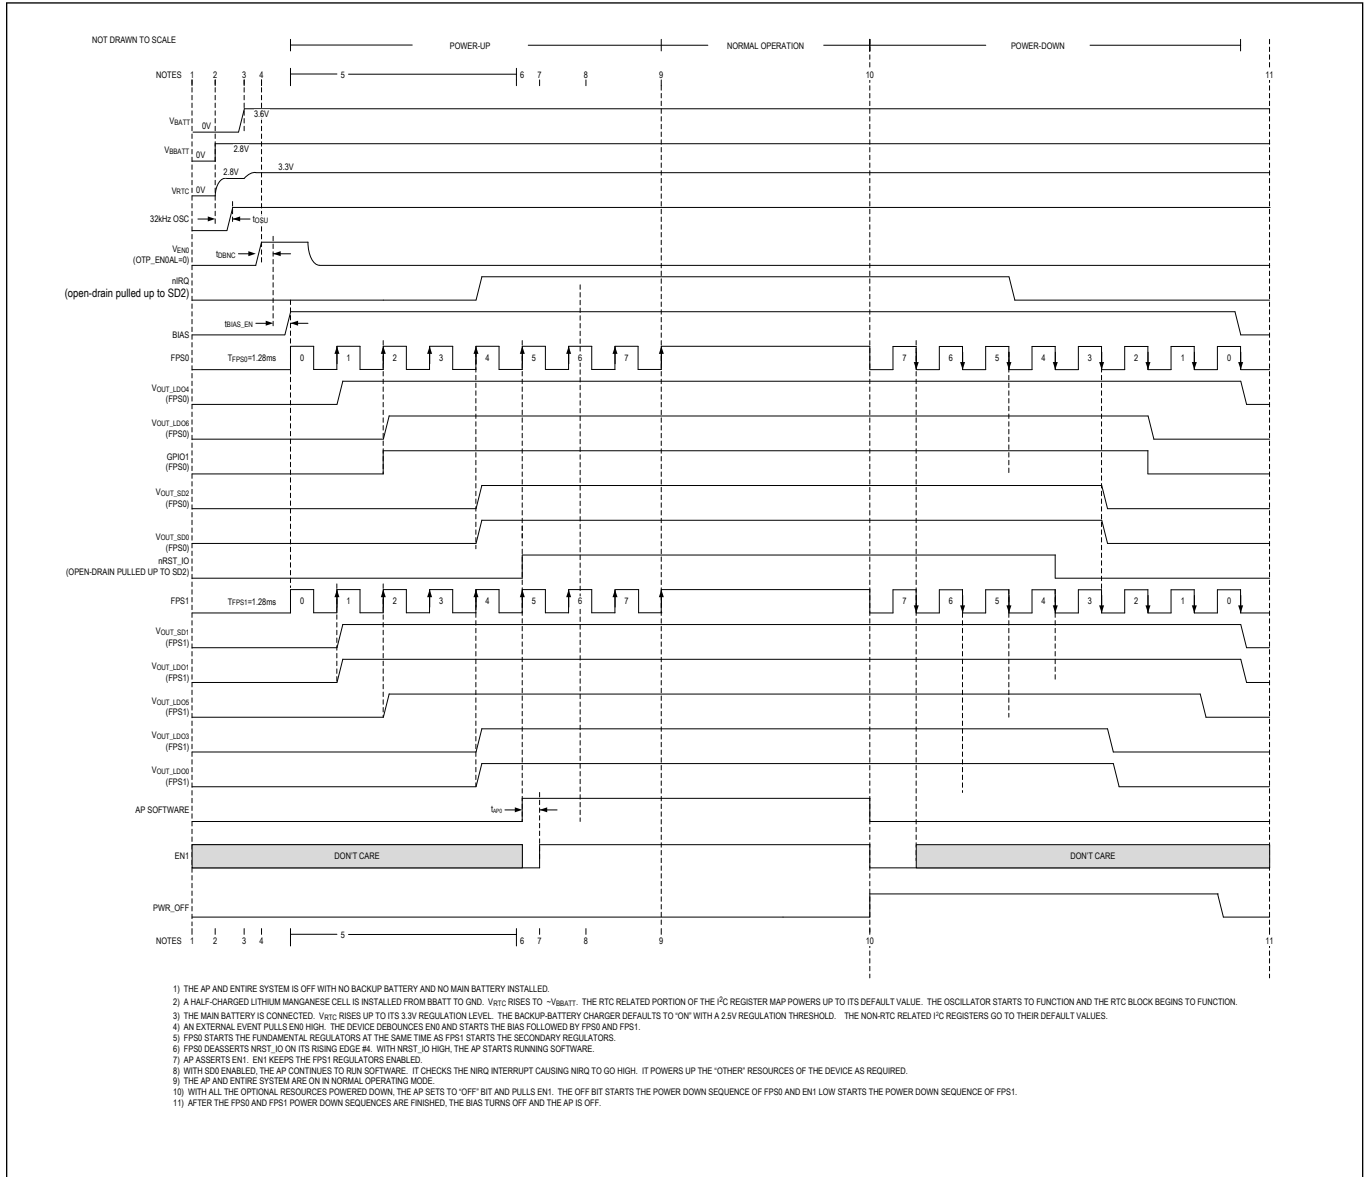 NOT DRAWN TO SCALE
POWER-UP
NORMAL OPERATION
POWER-DOWN
NOTES 1 2 3 4 5 6 7 8 9 10 11
VBATT 0V 3.6V
VBBATT 0V 2.8V
VRTC 0V 2.8V 3.3V
32kHz OSC tOSU
VEN0
(OTP_EN0AL=0)
tDBNC
nIRQ
(open-drain pulled up to SD2)
BIAS tBIAS_EN
FPS0 TFPS0=1.28ms 0 1 2 3 4 5 6 7 7 6 5 4 3 2 1 0
VOUT_LDO4
(FPS0)
VOUT_LDO6
(FPS0)
GPIO1
(FPS0)
VOUT_SD2
(FPS0)
VOUT_SD0
(FPS0)
nRST_IO
(OPEN-DRAIN PULLED UP TO SD2)
FPS1 TFPS1=1.28ms 0 1 2 3 4 5 6 7 7 6 5 4 3 2 1 0
VOUT_SD1
(FPS1)
VOUT_LDO1
(FPS1)
VOUT_LDO5
(FPS1)
VOUT_LDO3
(FPS1)
VOUT_LDO0
(FPS1)
AP SOFTWARE tAP0
EN1 DON'T CARE DON'T CARE
PWR_OFF
NOTES 1 2 3 4 5 6 7 8 9 10 11
1) THE AP AND ENTIRE SYSTEM IS OFF WITH NO BACKUP BATTERY AND NO MAIN BATTERY INSTALLED.
2) A HALF-CHARGED LITHIUM MANGANESE CELL IS INSTALLED FROM BBATT TO GND. VRTC RISES TO ~VBBATT. THE RTC RELATED PORTION OF THE I2C REGISTER MAP POWERS UP TO ITS DEFAULT VALUE. THE OSCILLATOR STARTS TO FUNCTION AND THE RTC BLOCK BEGINS TO FUNCTION.
3) THE MAIN BATTERY IS CONNECTED. VRTC RISES UP TO ITS 3.3V REGULATION LEVEL. THE BACKUP-BATTERY CHARGER DEFAULTS TO “ON” WITH A 2.5V REGULATION THRESHOLD. THE NON-RTC RELATED I2C REGISTERS GO TO THEIR DEFAULT VALUES.
4) AN EXTERNAL EVENT PULLS EN0 HIGH. THE DEVICE DEBOUNCES EN0 AND STARTS THE BIAS FOLLOWED BY FPS0 AND FPS1.
5) FPS0 STARTS THE FUNDAMENTAL REGULATORS AT THE SAME TIME AS FPS1 STARTS THE SECONDARY REGULATORS.
6) FPS0 DEASSERTS NRST_IO ON ITS RISING EDGE #4. WITH NRST_IO HIGH, THE AP STARTS RUNNING SOFTWARE.
7) AP ASSERTS EN1. EN1 KEEPS THE FPS1 REGULATORS ENABLED.
8) WITH SD0 ENABLED, THE AP CONTINUES TO RUN SOFTWARE. IT CHECKS THE NIRQ INTERRUPT CAUSING NIRQ TO GO HIGH. IT POWERS UP THE “OTHER” RESOURCES OF THE DEVICE AS REQUIRED.
9) THE AP AND ENTIRE SYSTEM ARE ON IN NORMAL OPERATING MODE.
10) WITH ALL THE OPTIONAL RESOURCES POWERED DOWN, THE AP SETS TO “OFF” BIT AND PULLS EN1. THE OFF BIT STARTS THE POWER DOWN SEQUENCE OF FPS0 AND EN1 LOW STARTS THE POWER DOWN SEQUENCE OF FPS1.
11) AFTER THE FPS0 AND FPS1 POWER DOWN SEQUENCES ARE FINISHED, THE BIAS TURNS OFF AND THE AP IS OFF.